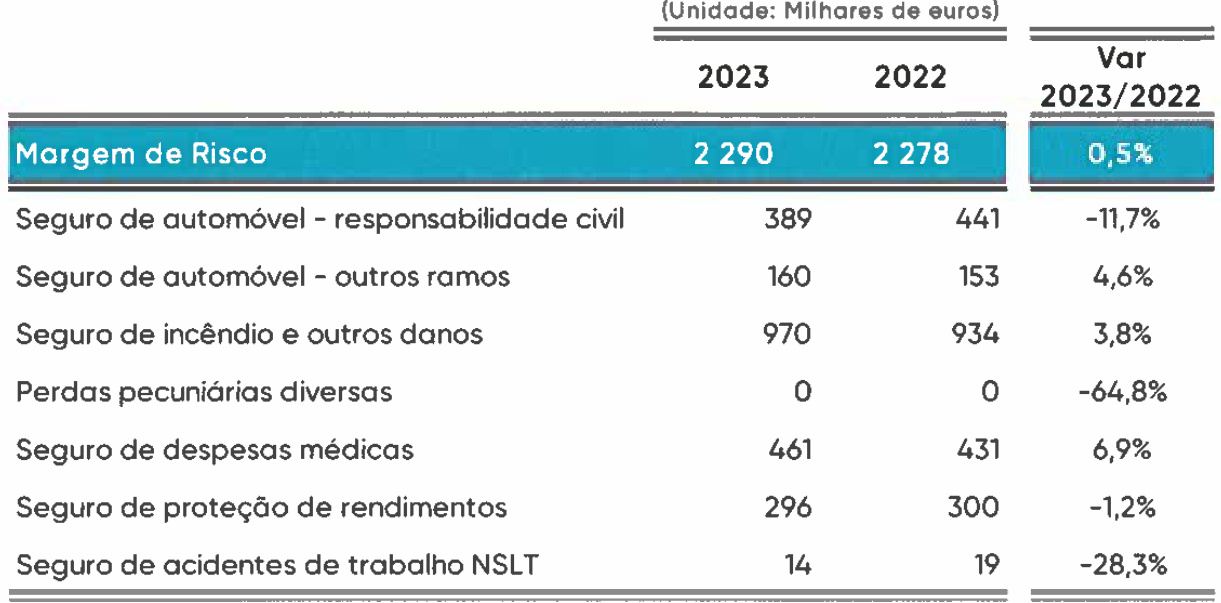 (Unidade: Milhares de euros)
2023 2022 Var 2023/2022
Margem de Risco 2 290 2 278 0,5%
Seguro de automóvel - responsabilidade civil 389 441 -11,7%
Seguro de automóvel - outros ramos 160 153 4,6%
Seguro de incêndio e outros danos 970 934 3,8%
Perdas pecuniárias diversas 0 0 -64,8%
Seguro de despesas médicas 461 431 6,9%
Seguro de proteção de rendimentos 296 300 -1,2%
Seguro de acidentes de trabalho NSLT 14 19 -28,3%